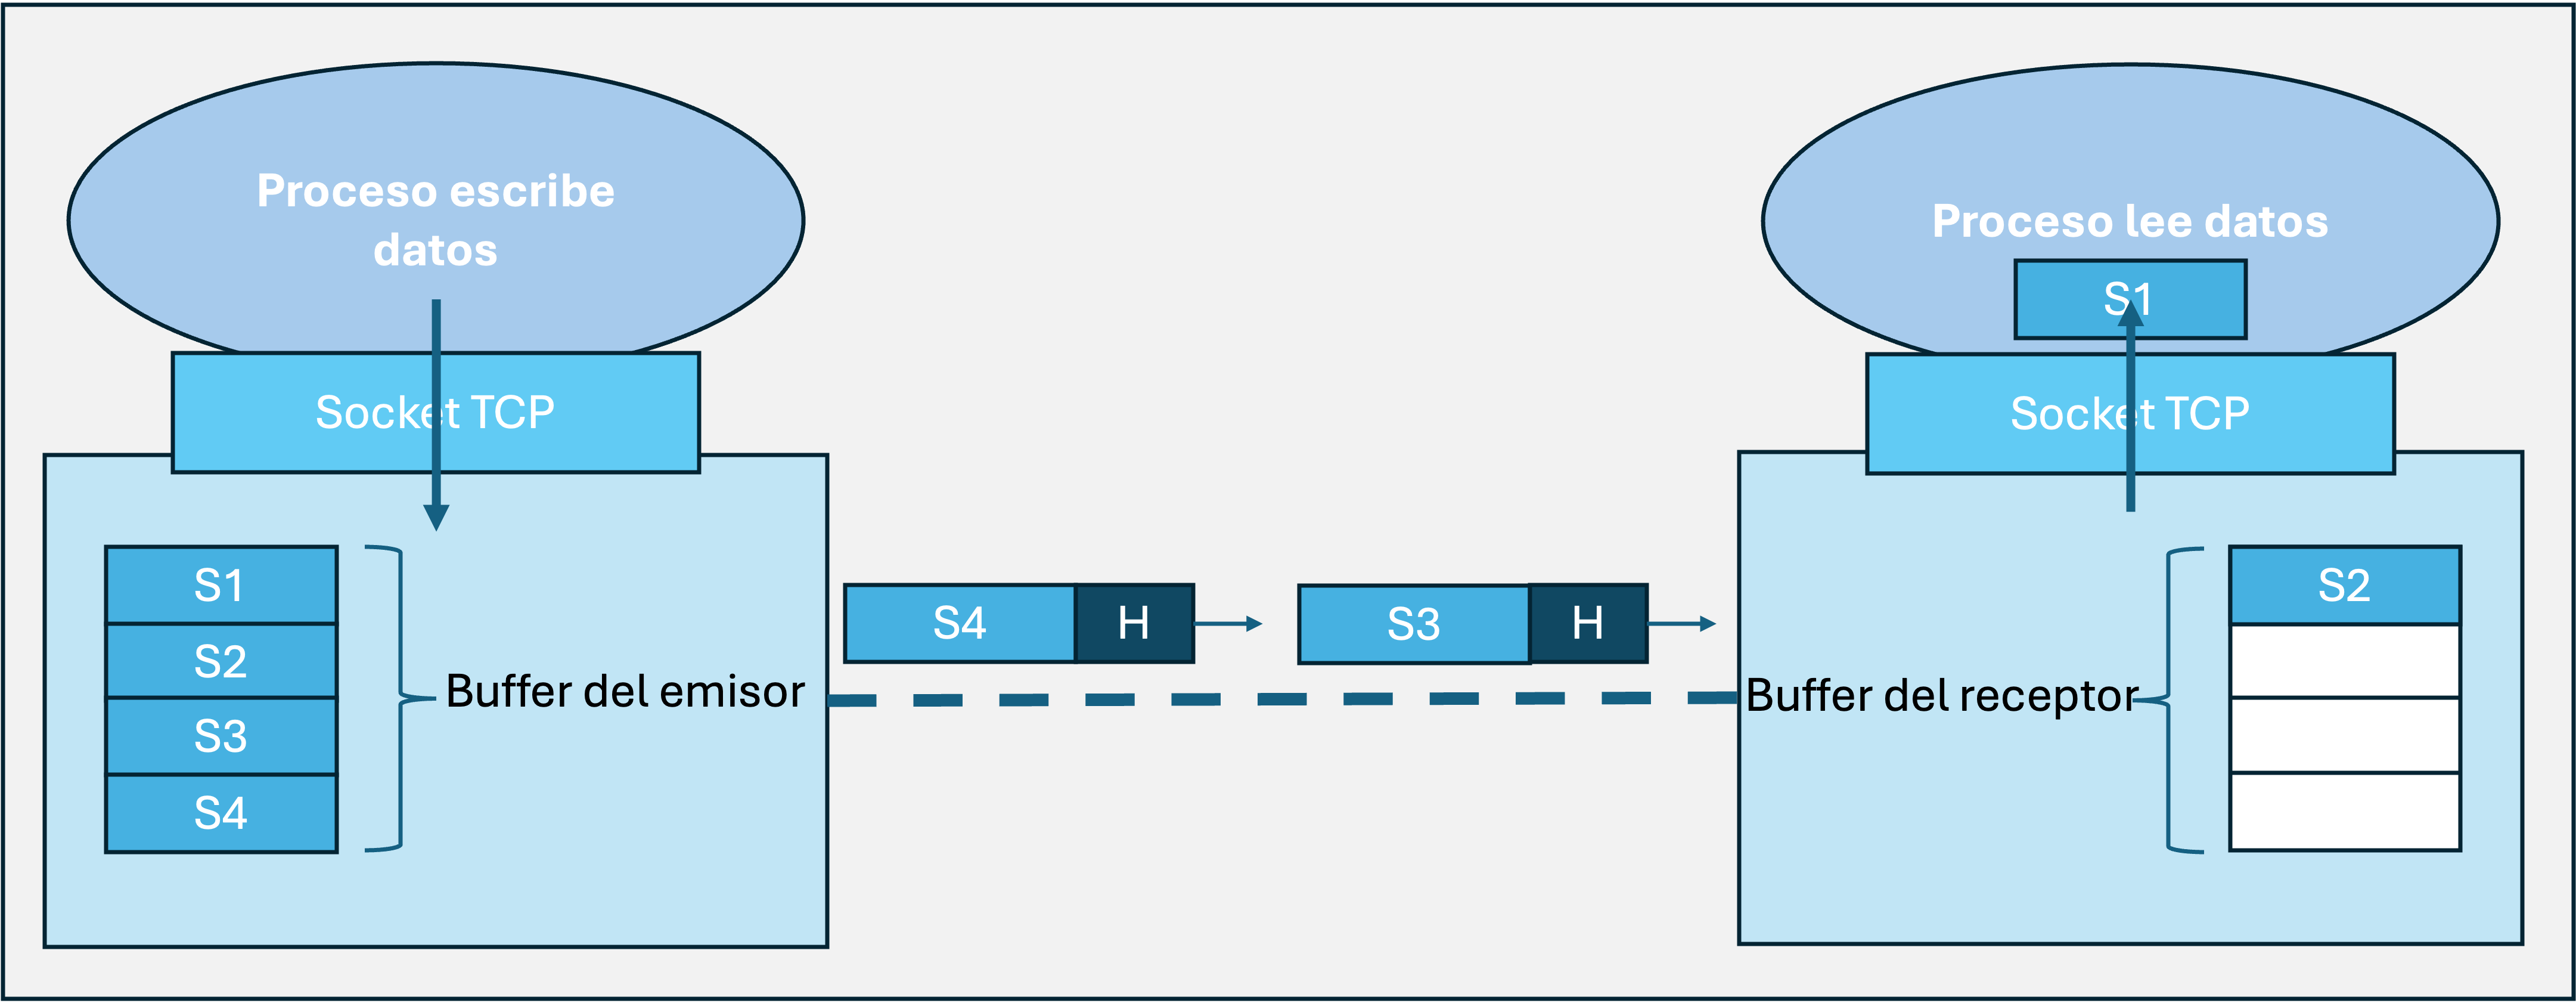 Proceso escribe
datos
Socket TCP
S1
S2
S3
S4
Buffer del emisor
S4 H
S3 H
Proceso lee datos
S1
Socket TCP
Buffer del receptor
S2